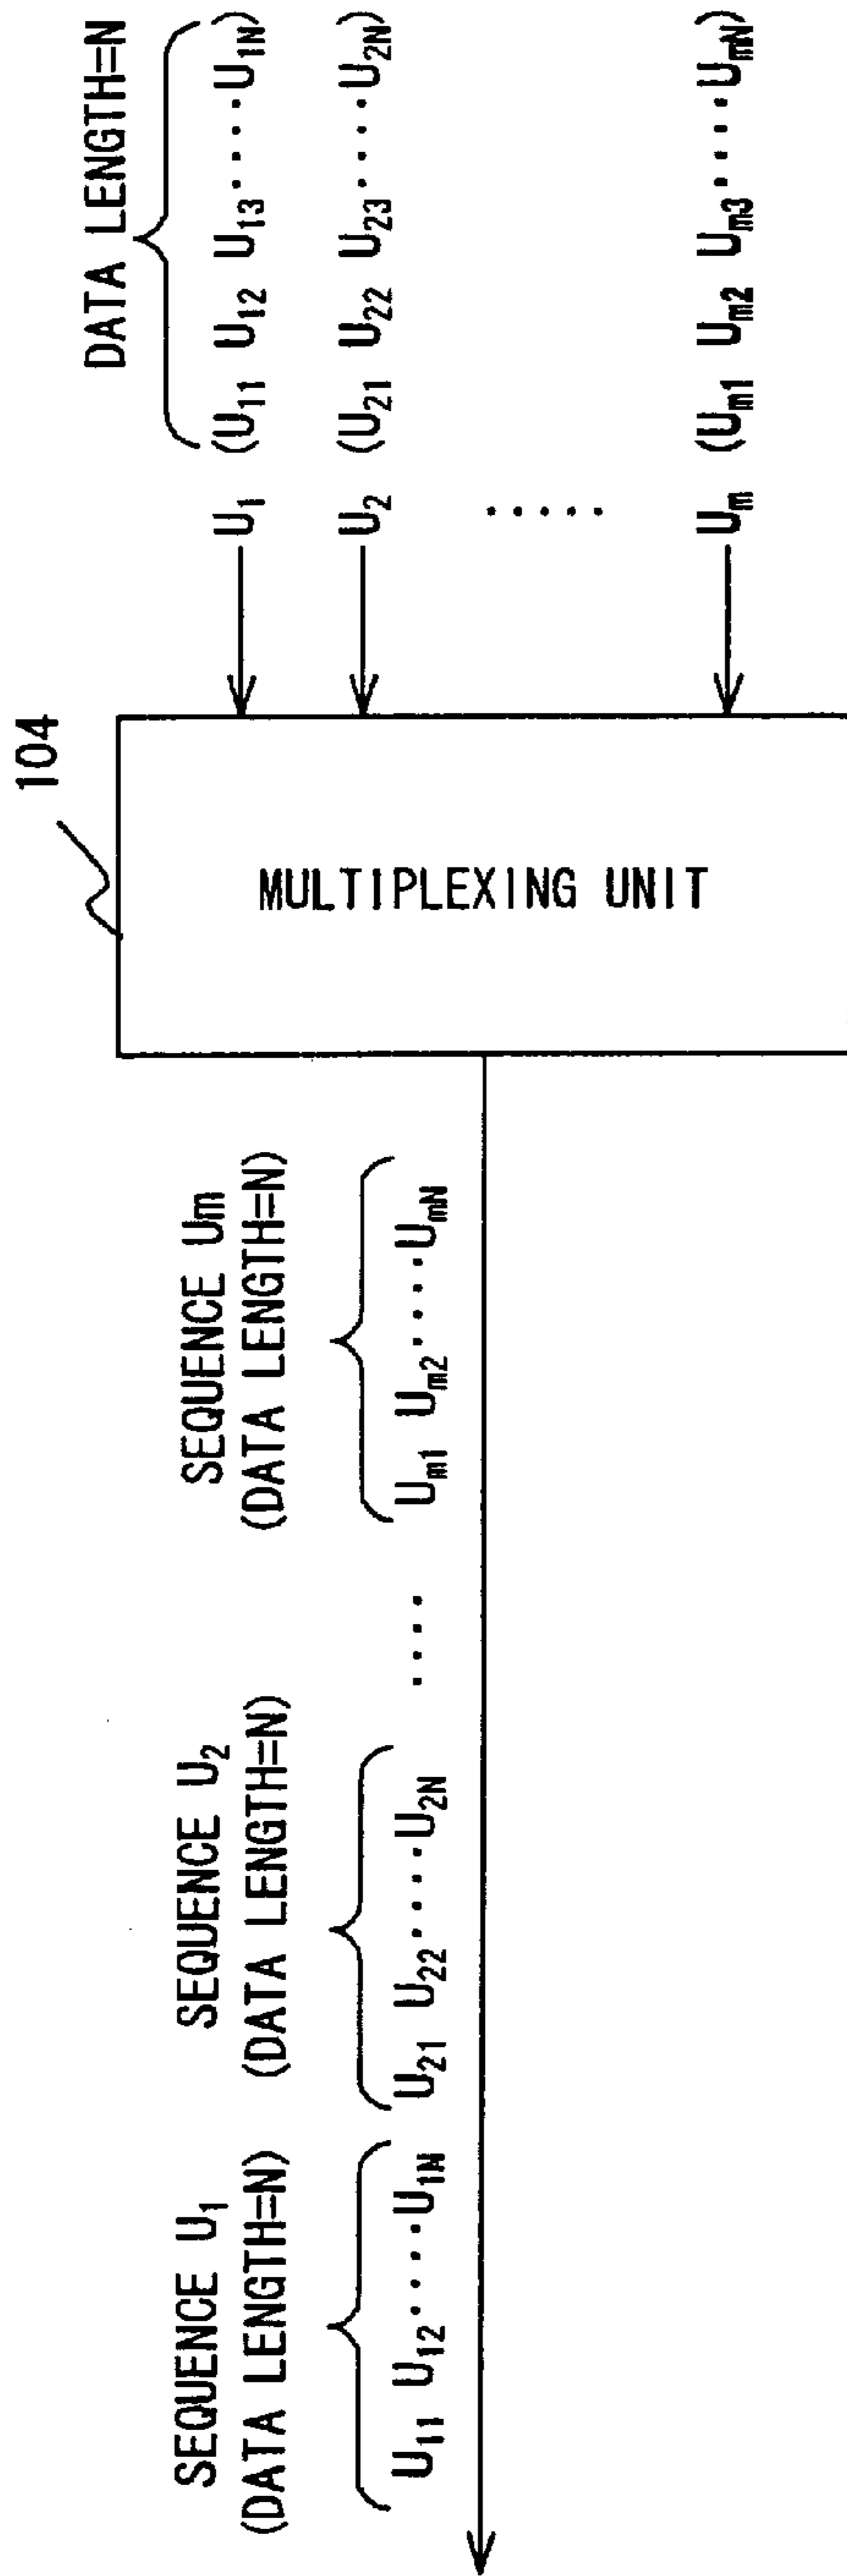 SEQUENCE U₁
(DATA LENGTH=N)
U₁₁ U₁₂ ····· U₁N
SEQUENCE U₂
(DATA LENGTH=N)
U₂₁ U₂₂ ····· U₂N
····
SEQUENCE Um
(DATA LENGTH=N)
Uₘ₁ Uₘ₂ ····· UₘN
104
MULTIPLEXING UNIT
DATA LENGTH=N
U₁ (U₁₁ U₁₂ U₁₃ ····· U₁N)
U₂ (U₂₁ U₂₂ U₂₃ ····· U₂N)
·····
Uₘ (Uₘ₁ Uₘ₂ Uₘ₃ ····· UₘN)